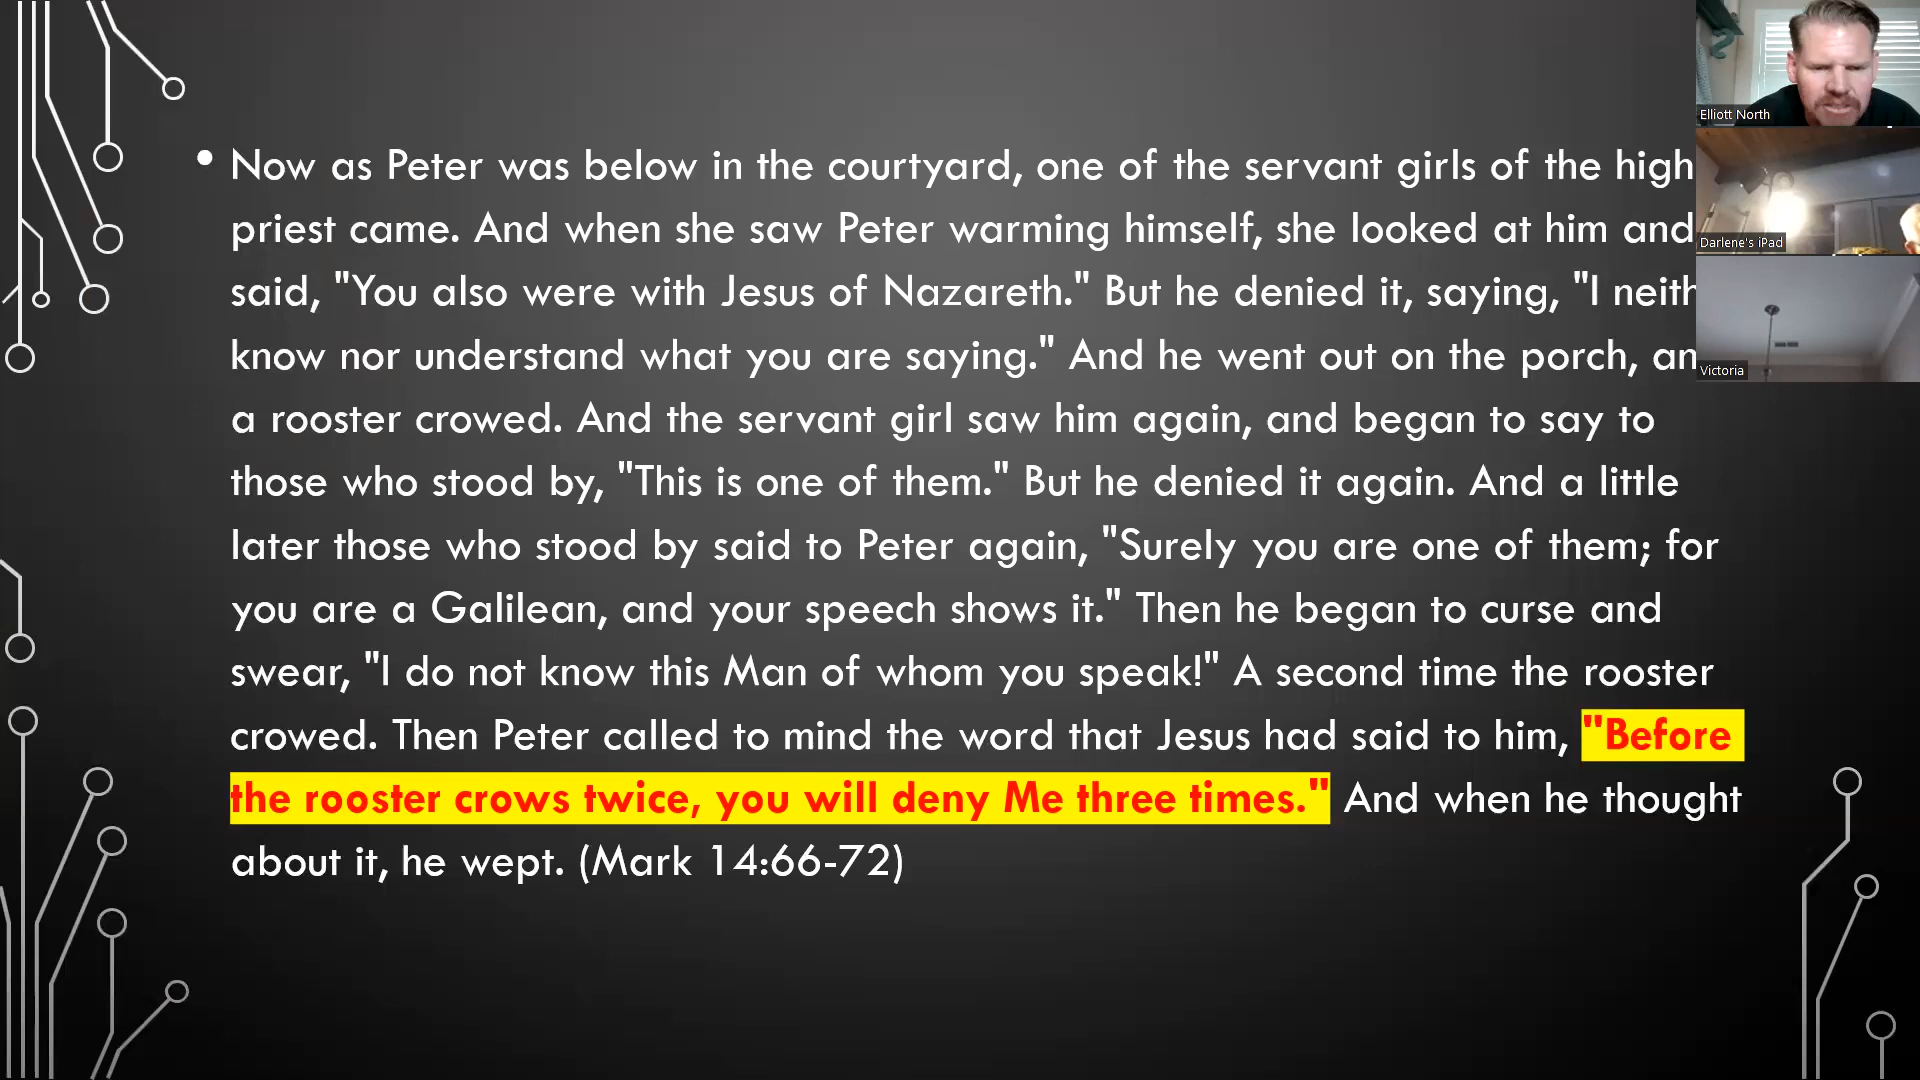 • Now as Peter was below in the courtyard, one of the servant girls of the high
priest came. And when she saw Peter warming himself, she looked at him and
said, "You also were with Jesus of Nazareth." But he denied it, saying, "I neith
know nor understand what you are saying." And he went out on the porch, an
a rooster crowed. And the servant girl saw him again, and began to say to
those who stood by, "This is one of them." But he denied it again. And a little
later those who stood by said to Peter again, "Surely you are one of them; for
you are a Galilean, and your speech shows it." Then he began to curse and
swear, "I do not know this Man of whom you speak!" A second time the rooster
crowed. Then Peter called to mind the word that Jesus had said to him, "Before
the rooster crows twice, you will deny Me three times." And when he thought
about it, he wept. (Mark 14:66-72)
Elliott North
Darlene's iPad
Victoria